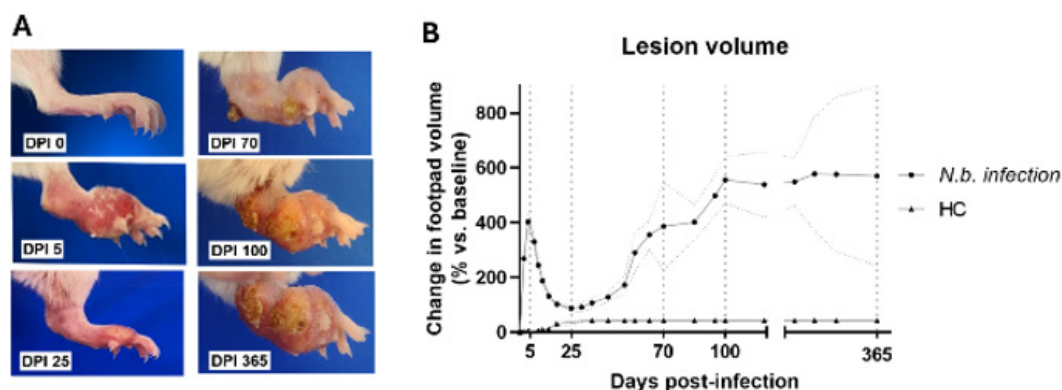 A
DPI 0
DPI 70
DPI 5
DPI 100
DPI 25
DPI 365
B
Lesion volume
Change in footpad volume
(% vs. baseline)
800
600
400
200
0
5
25
70
100
365
Days post-infection
N.b. infection
HC